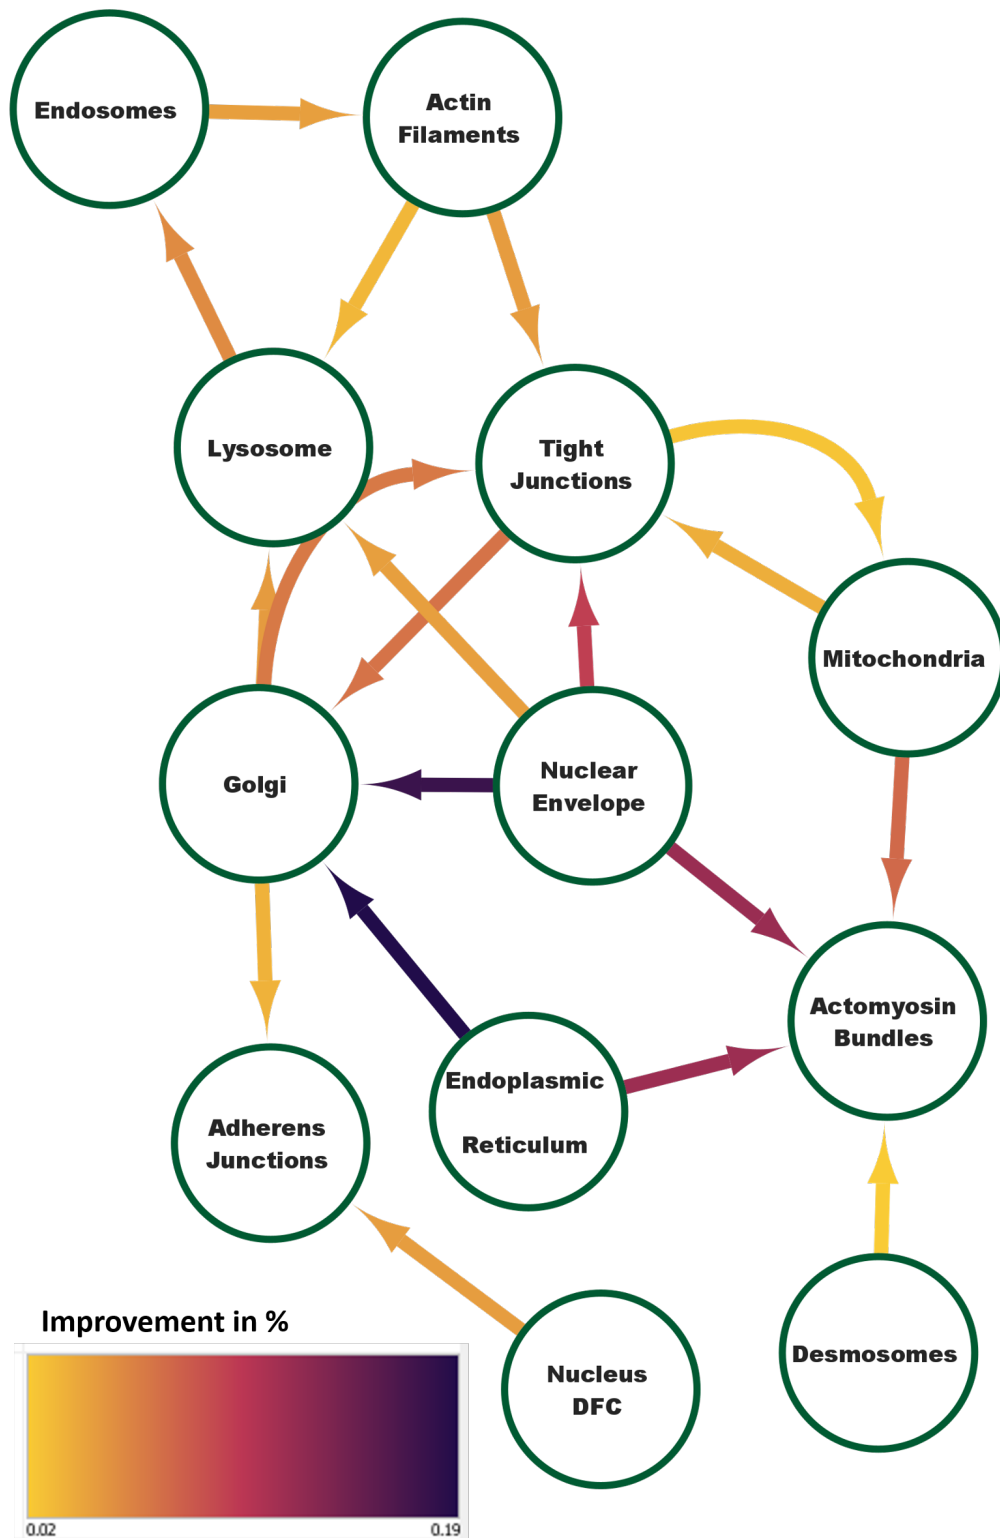 Endosomes
Actin
Filaments
Lysosome
Tight
Junctions
Mitochondria
Golgi
Nuclear
Envelope
Actomyosin
Bundles
Endoplasmic
Reticulum
Adherens
Junctions
Desmosomes
Nucleus
DFC
Improvement in %
0.02
0.19